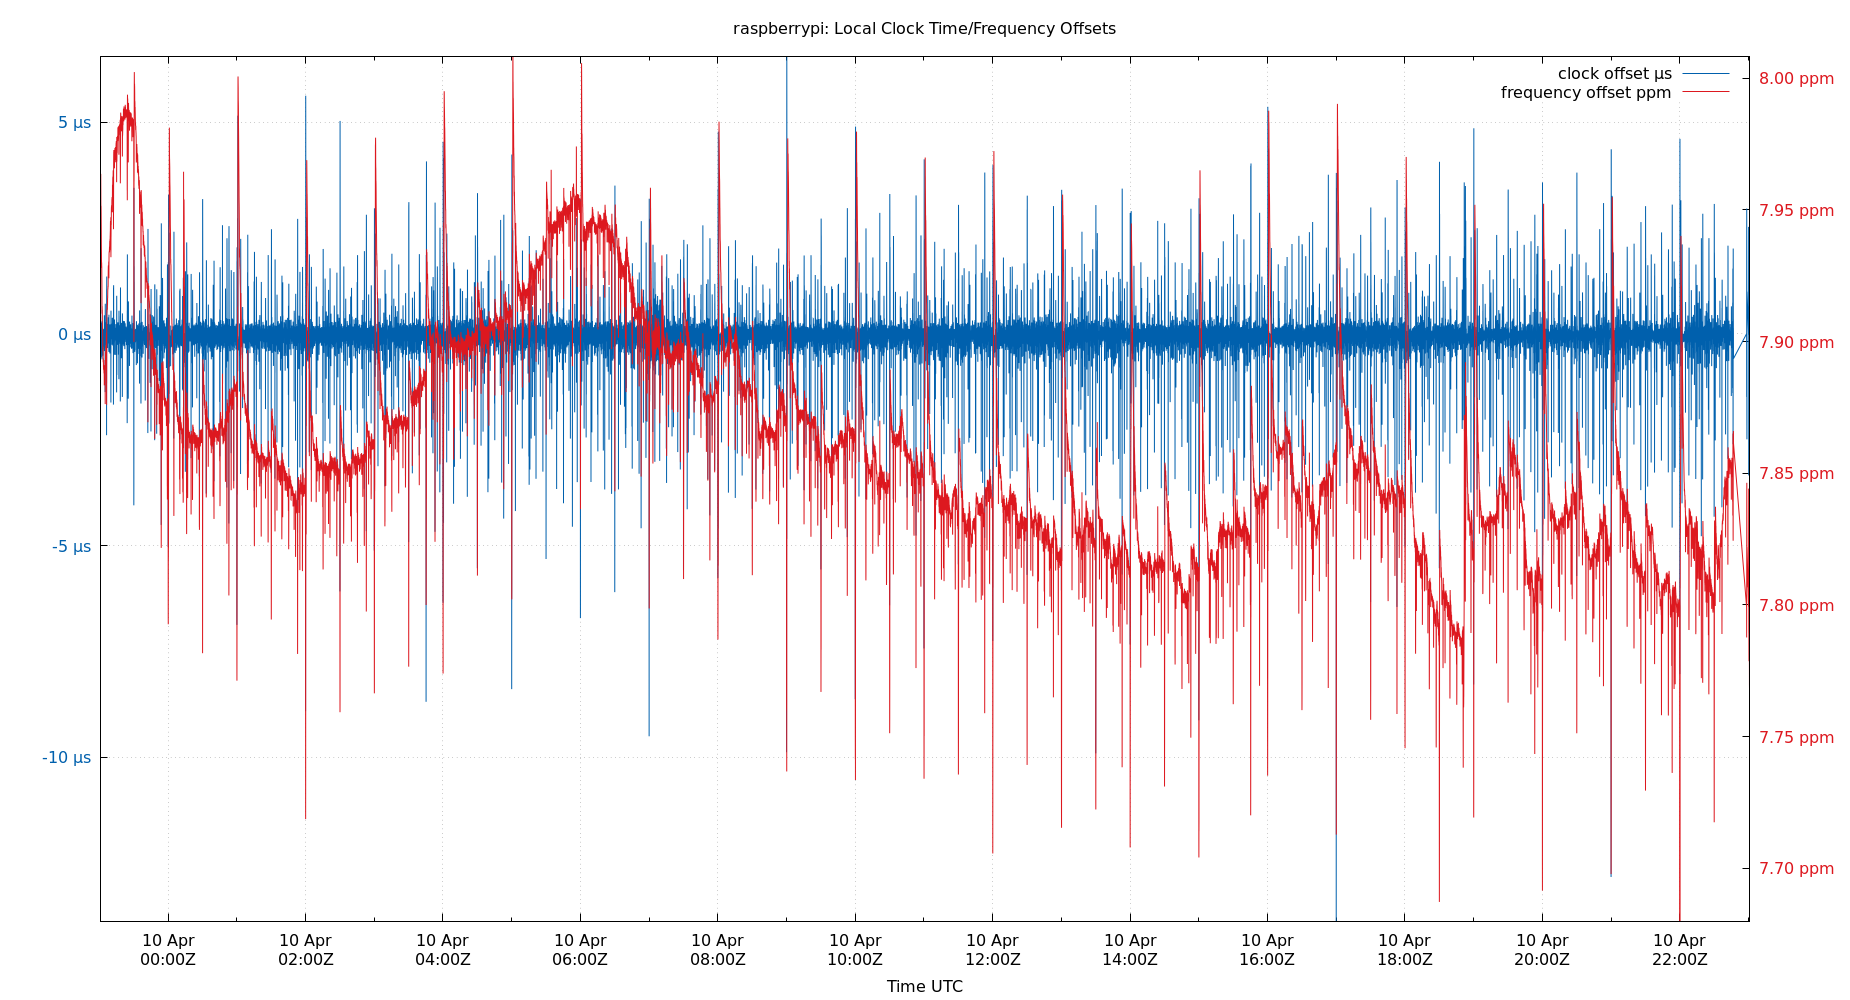 raspberrypi: Local Clock Time/Frequency Offsets
clock offset µs
frequency offset ppm
5 µs
0 µs
-5 µs
-10 µs
8.00 ppm
7.95 ppm
7.90 ppm
7.85 ppm
7.80 ppm
7.75 ppm
7.70 ppm
10 Apr 10 Apr 10 Apr 10 Apr 10 Apr 10 Apr 10 Apr 10 Apr 10 Apr 10 Apr 10 Apr 10 Apr
00:00Z 02:00Z 04:00Z 06:00Z 08:00Z 10:00Z 12:00Z 14:00Z 16:00Z 18:00Z 20:00Z 22:00Z
Time UTC